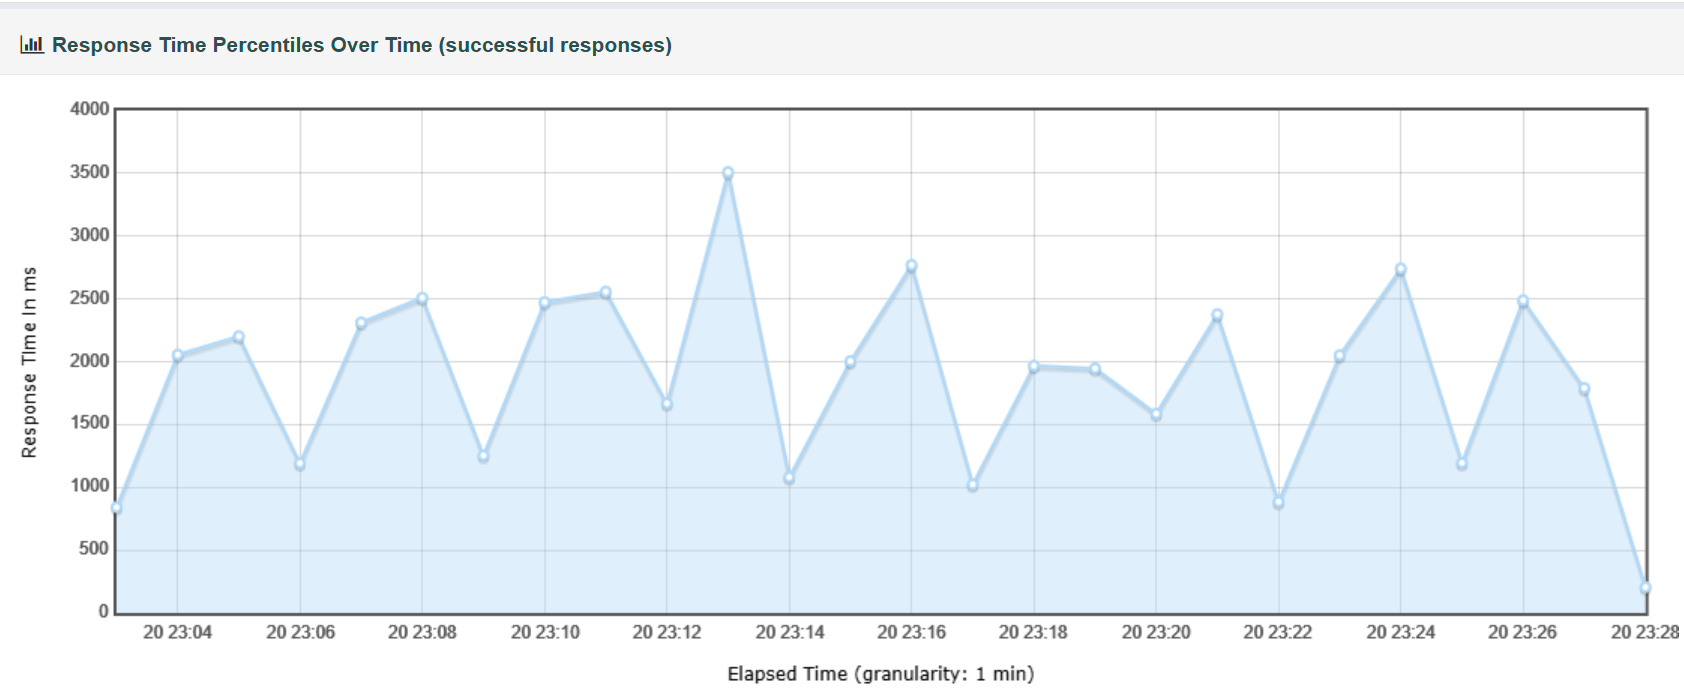 Response Time Percentiles Over Time (successful responses)
4000
3500
3000
2500
2000
1500
1000
500
0
Response Time In ms
20 23:04 20 23:06 20 23:08 20 23:10 20 23:12 20 23:14 20 23:16 20 23:18 20 23:20 20 23:22 20 23:24 20 23:26 20 23:28
Elapsed Time (granularity: 1 min)